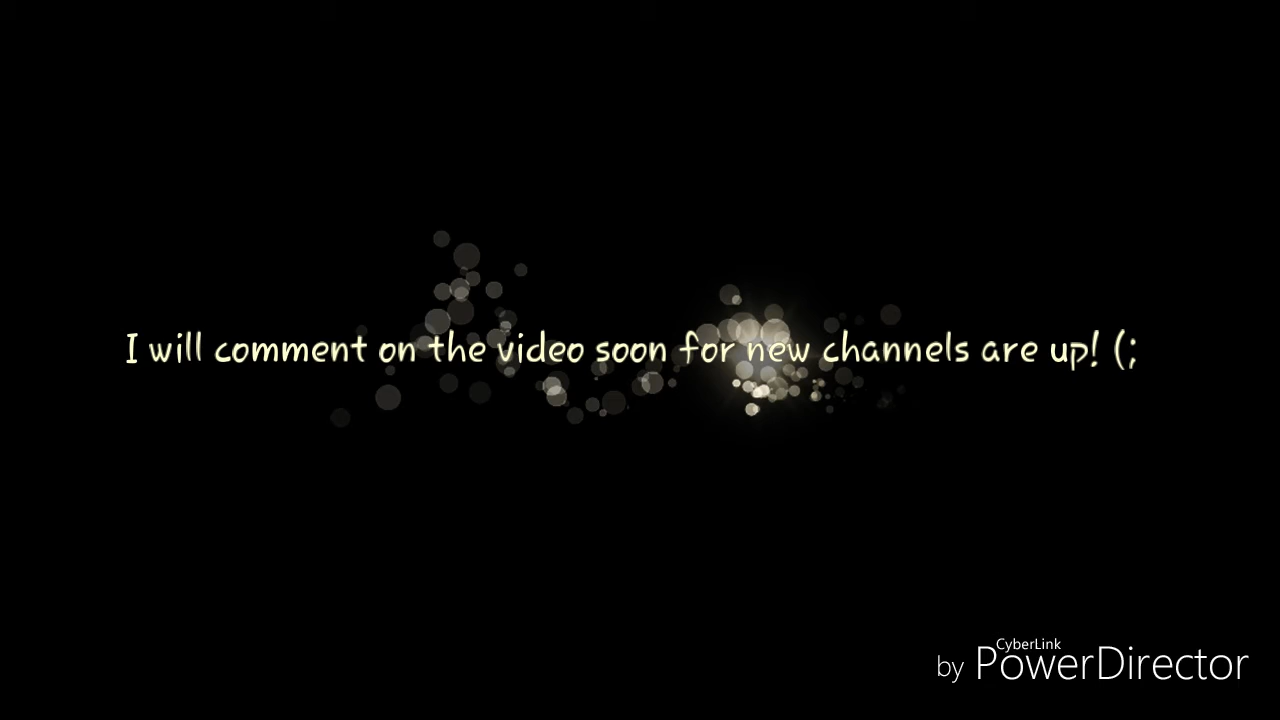 I will comment on the video soon for new channels are up! (;
CyberLink
by PowerDirector